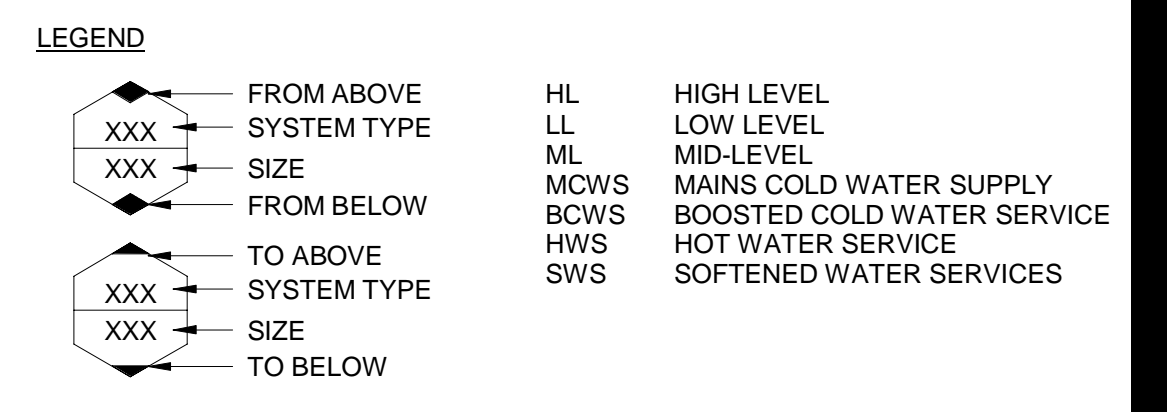 LEGEND
FROM ABOVE
XXX SYSTEM TYPE
XXX SIZE
FROM BELOW
TO ABOVE
XXX SYSTEM TYPE
XXX SIZE
TO BELOW
HL HIGH LEVEL
LL LOW LEVEL
ML MID-LEVEL
MCWS MAINS COLD WATER SUPPLY
BCWS BOOSTED COLD WATER SERVICE
HWS HOT WATER SERVICE
SWS SOFTENED WATER SERVICES